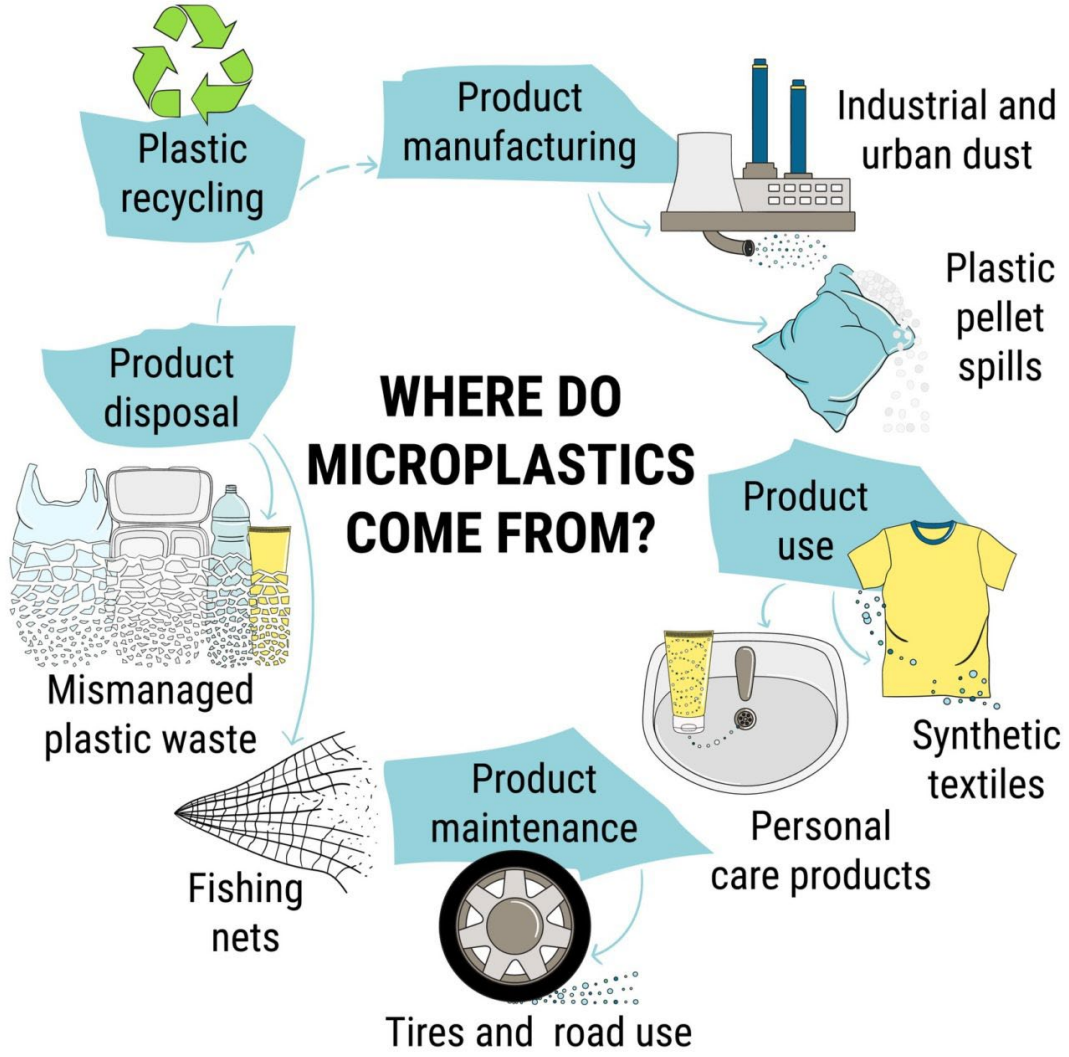 WHERE DO
MICROPLASTICS
COME FROM?
Plastic
recycling
Product
manufacturing
Industrial and
urban dust
Plastic
pellet
spills
Product
use
Synthetic
textiles
Personal
care products
Product
maintenance
Tires and road use
Product
disposal
Mismanaged
plastic waste
Fishing
nets